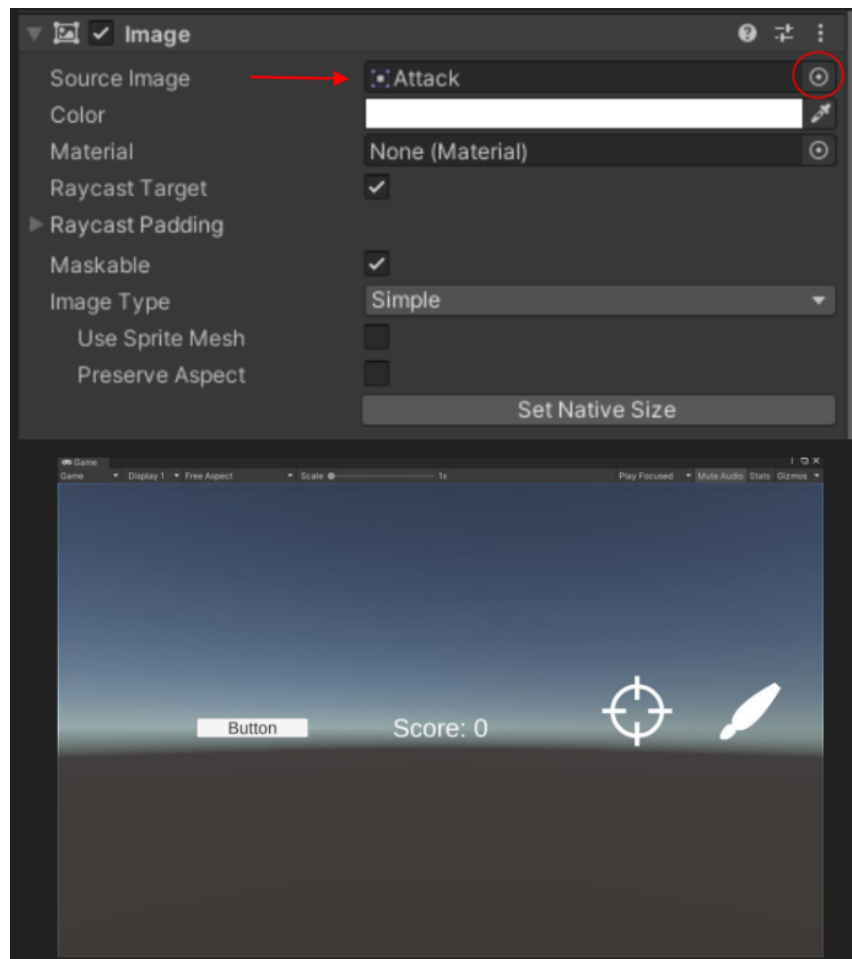 Image
Source Image Attack
Color
Material None (Material)
Raycast Target
Raycast Padding
Maskable
Image Type Simple
Use Sprite Mesh
Preserve Aspect
Set Native Size
Game
Game Display 1 Free Aspect Scale 1x Play Focused Mute Audio Stats Gizmos
Button Score: 0